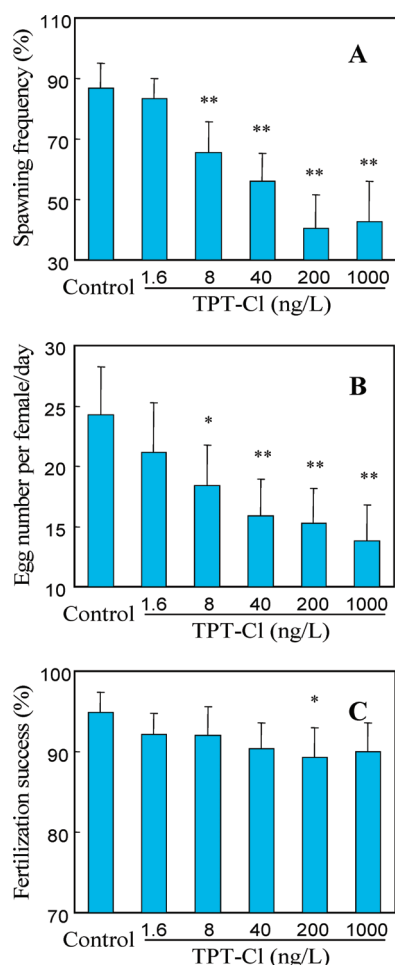 A
Spawning frequency (%)
110
90
70
50
30
**
**
**
**
Control 1.6 8 40 200 1000
TPT-Cl (ng/L)
B
Egg number per female/day
30
25
20
15
10
*
**
**
**
Control 1.6 8 40 200 1000
TPT-Cl (ng/L)
C
Fertilization success (%)
100
90
80
70
*
Control 1.6 8 40 200 1000
TPT-Cl (ng/L)